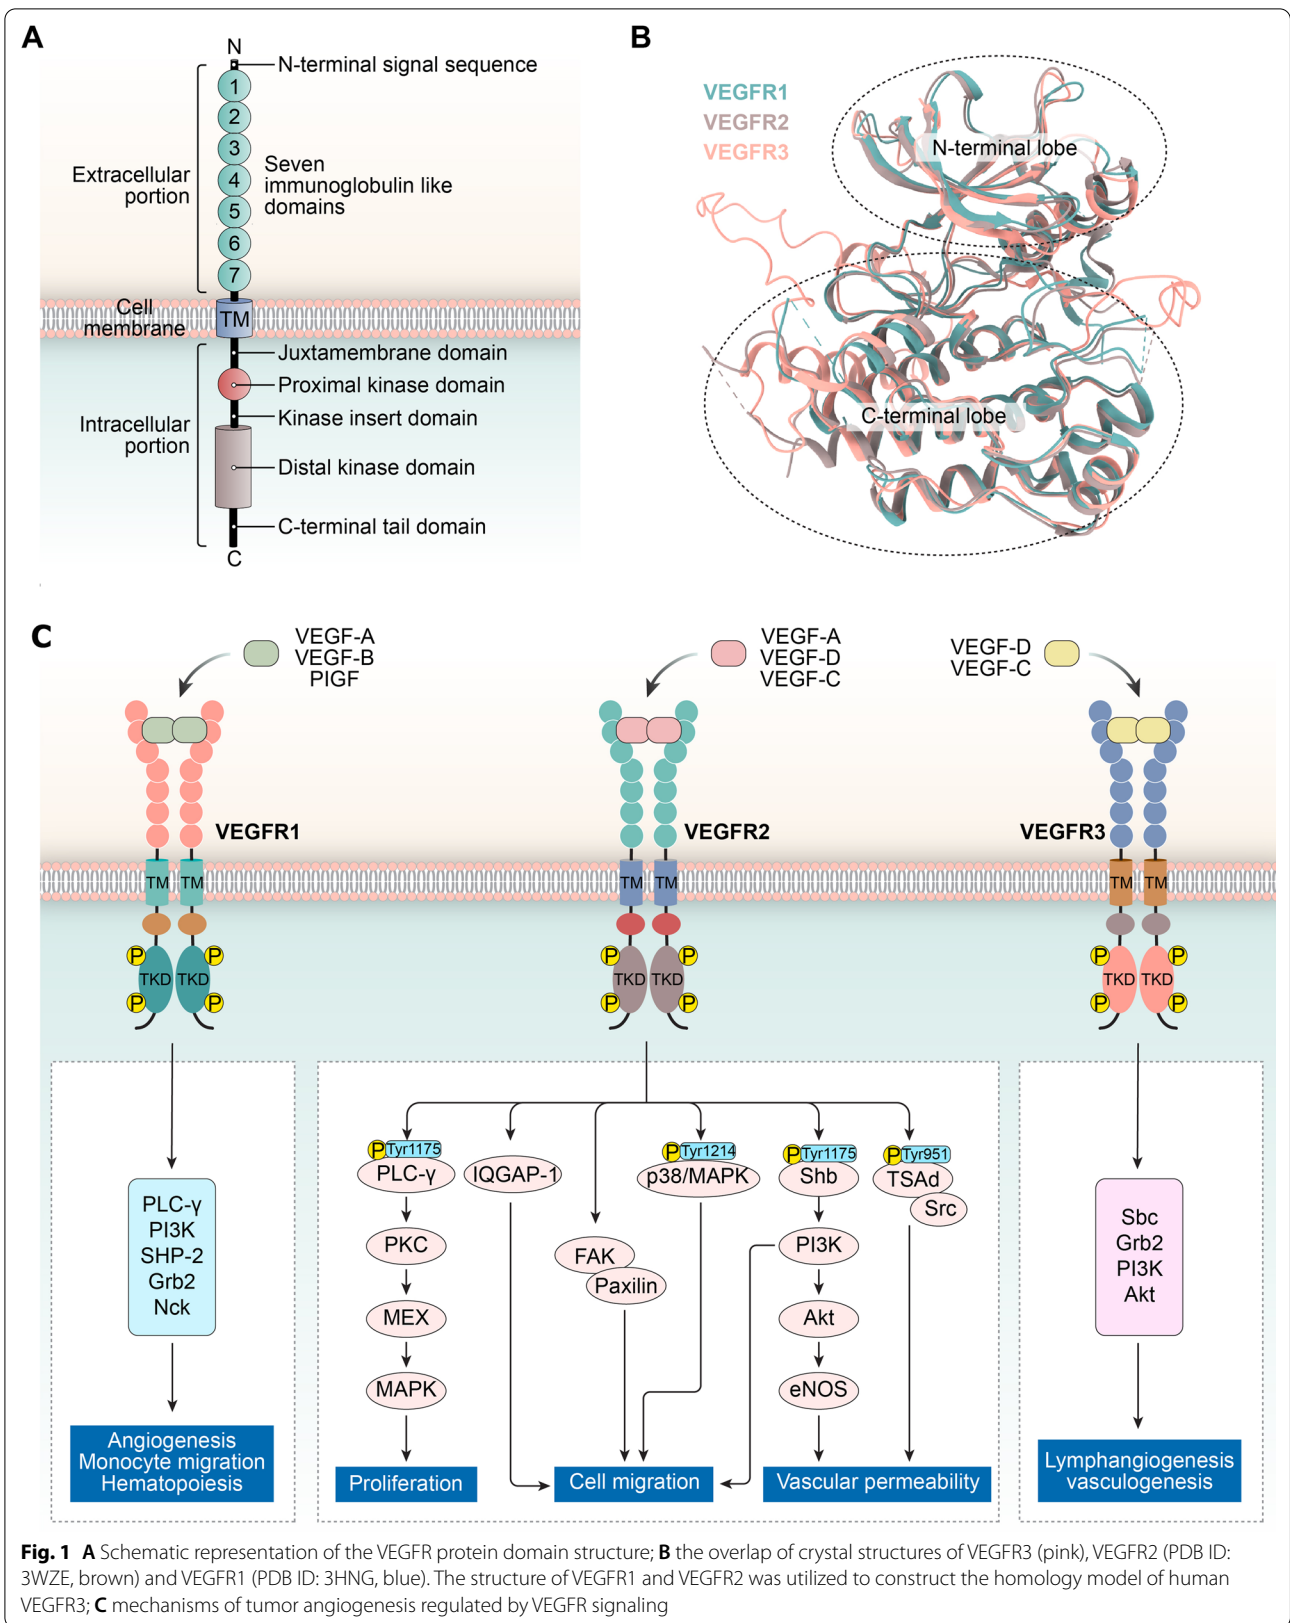 A
N
N-terminal signal sequence
1
2
3
4
5
6
7
Extracellular
portion
Seven
immunoglobulin like
domains
Cell
membrane
TM
Juxtamembrane domain
Proximal kinase domain
Kinase insert domain
Intracellular
portion
Distal kinase domain
C-terminal tail domain
C
B
VEGFR1
VEGFR2
VEGFR3
N-terminal lobe
C-terminal lobe
C
VEGF-A
VEGF-B
PIGF
VEGF-A
VEGF-D
VEGF-C
VEGF-D
VEGF-C
VEGFR1
VEGFR2
VEGFR3
TM TM
TM TM
TM TM
P P
P P
P P
TKD TKD
TKD TKD
TKD TKD
P P
P P
P P
PLC-γ
PI3K
SHP-2
Grb2
Nck
Angiogenesis
Monocyte migration
Hematopoiesis
P Tyr1175
PLC-γ
PKC
MEX
MAPK
Proliferation
IQGAP-1
FAK
Paxilin
P Tyr1214
p38/MAPK
Cell migration
P Tyr1175
Shb
PI3K
Akt
eNOS
P Tyr951
TSAd
Src
Vascular permeability
Sbc
Grb2
PI3K
Akt
Lymphangiogenesis
vasculogenesis
Fig. 1 A Schematic representation of the VEGFR protein domain structure; B the overlap of crystal structures of VEGFR3 (pink), VEGFR2 (PDB ID:
3WZE, brown) and VEGFR1 (PDB ID: 3HNG, blue). The structure of VEGFR1 and VEGFR2 was utilized to construct the homology model of human
VEGFR3; C mechanisms of tumor angiogenesis regulated by VEGFR signaling